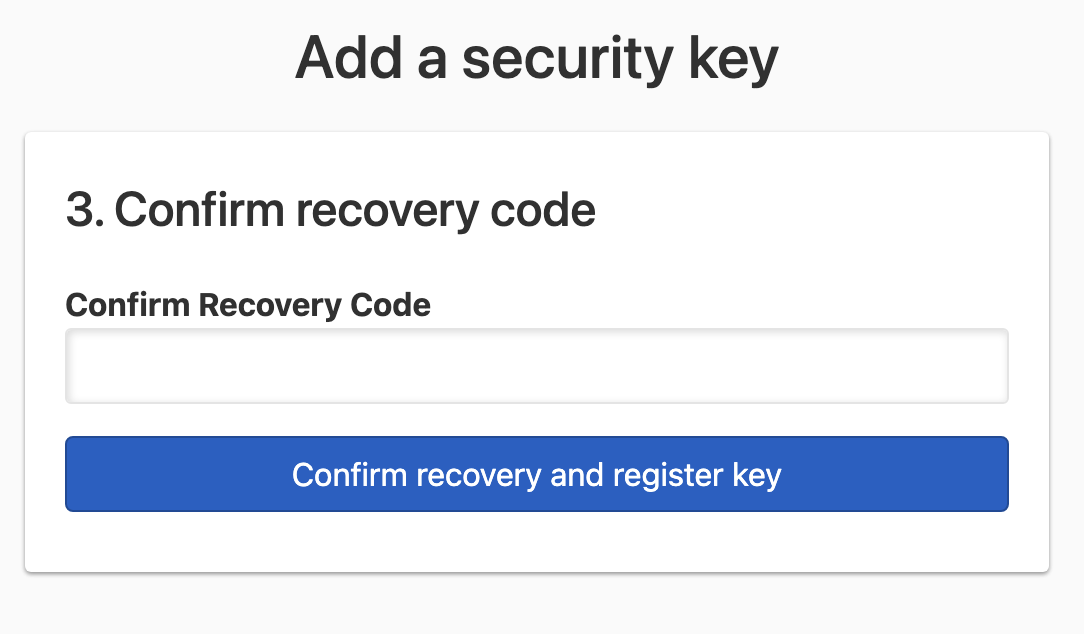 Add a security key
3. Confirm recovery code
Confirm Recovery Code
Confirm recovery and register key